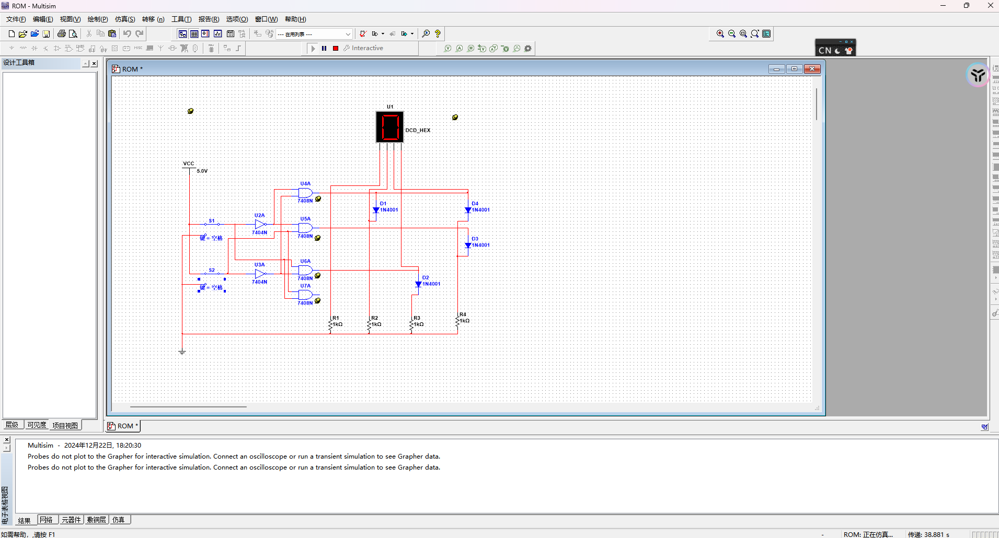 ROM - Multisim
文件(F) 编辑(E) 视图(V) 绘制(P) 仿真(S) 转移 (n) 工具(T) 报告(R) 选项(O) 窗口(W) 帮助(H)
--- 在用列表 ---
MISC
Interactive
CN
设计工具箱
ROM *
U1
DCD_HEX
VCC
5.0V
U4A
7408N
D1
1N4001
D4
1N4001
S1
键 = 空格
U2A
7404N
U5A
7408N
D3
1N4001
S2
键 = 空格
U3A
7404N
U6A
7408N
D2
1N4001
U7A
7408N
R1
1kΩ
R2
1kΩ
R3
1kΩ
R4
1kΩ
层级 可见度 项目视图
ROM *
Multisim - 2024年12月22日, 18:20:30
Probes do not plot to the Grapher for interactive simulation. Connect an oscilloscope or run a transient simulation to see Grapher data.
Probes do not plot to the Grapher for interactive simulation. Connect an oscilloscope or run a transient simulation to see Grapher data.
电子表格视图
结果 网络 元器件 敷铜层 仿真
如需帮助，,请按 F1
- ROM: 正在仿真... 传递: 38.881 s